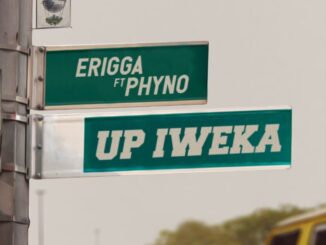 ERIGGA
FT PHYNO
UP IWEKA